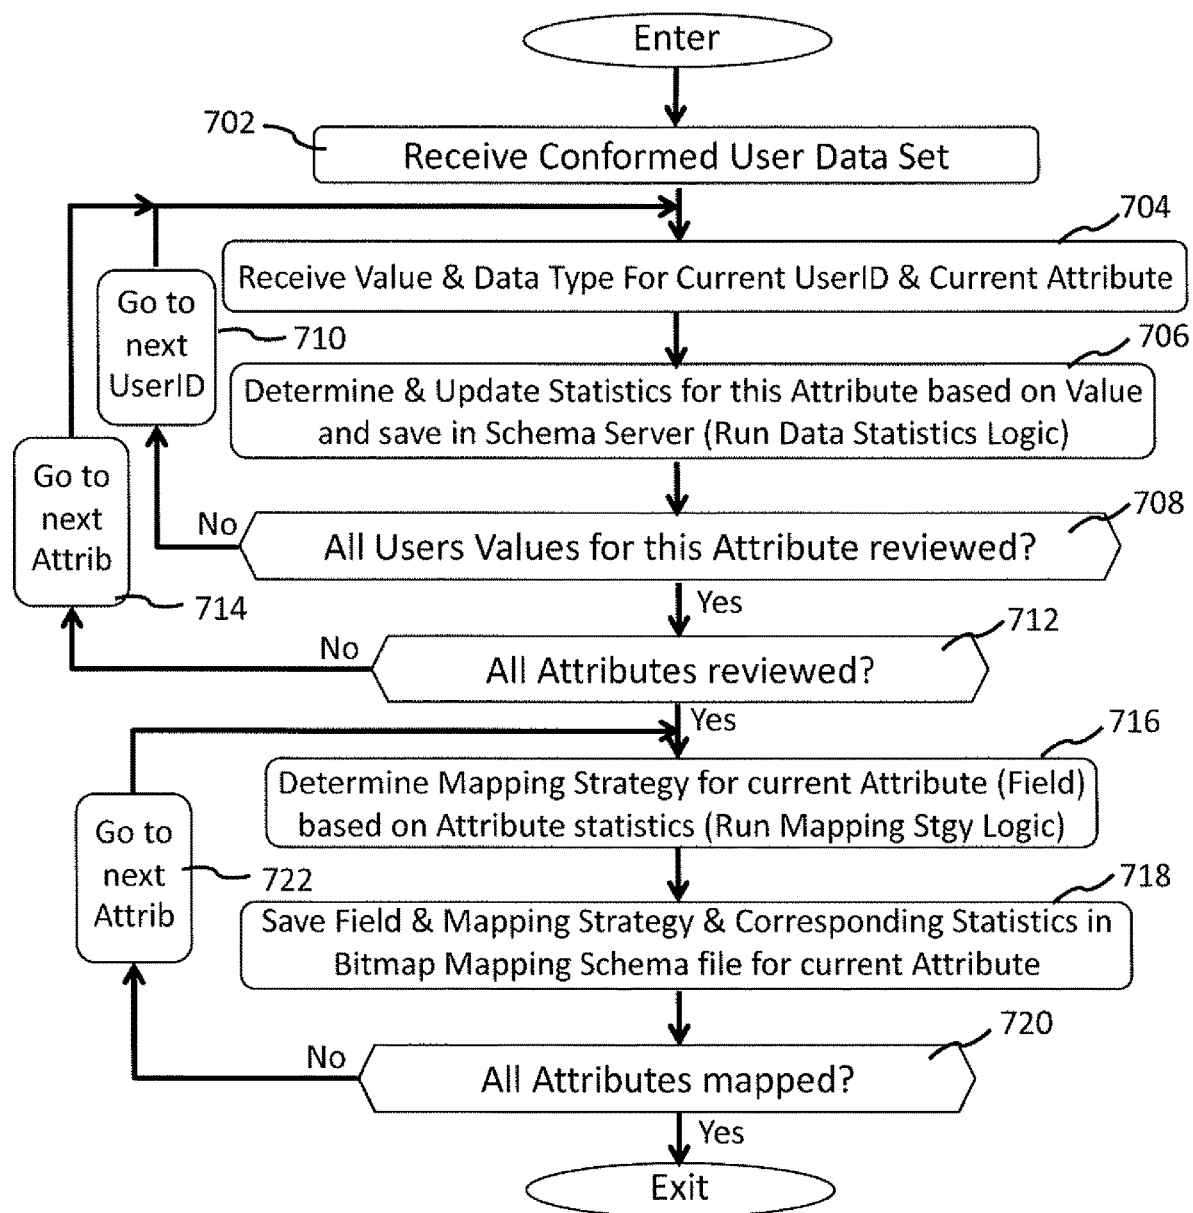 Enter
702
Receive Conformed User Data Set
704
Receive Value & Data Type For Current UserID & Current Attribute
Go to
next
UserID
710
706
Determine & Update Statistics for this Attribute based on Value
and save in Schema Server (Run Data Statistics Logic)
Go to
next
Attrib
714
708
No
All Users Values for this Attribute reviewed?
Yes
712
No
All Attributes reviewed?
Yes
716
Determine Mapping Strategy for current Attribute (Field)
based on Attribute statistics (Run Mapping Stgy Logic)
Go to
next
Attrib
722
718
Save Field & Mapping Strategy & Corresponding Statistics in
Bitmap Mapping Schema file for current Attribute
720
No
All Attributes mapped?
Yes
Exit